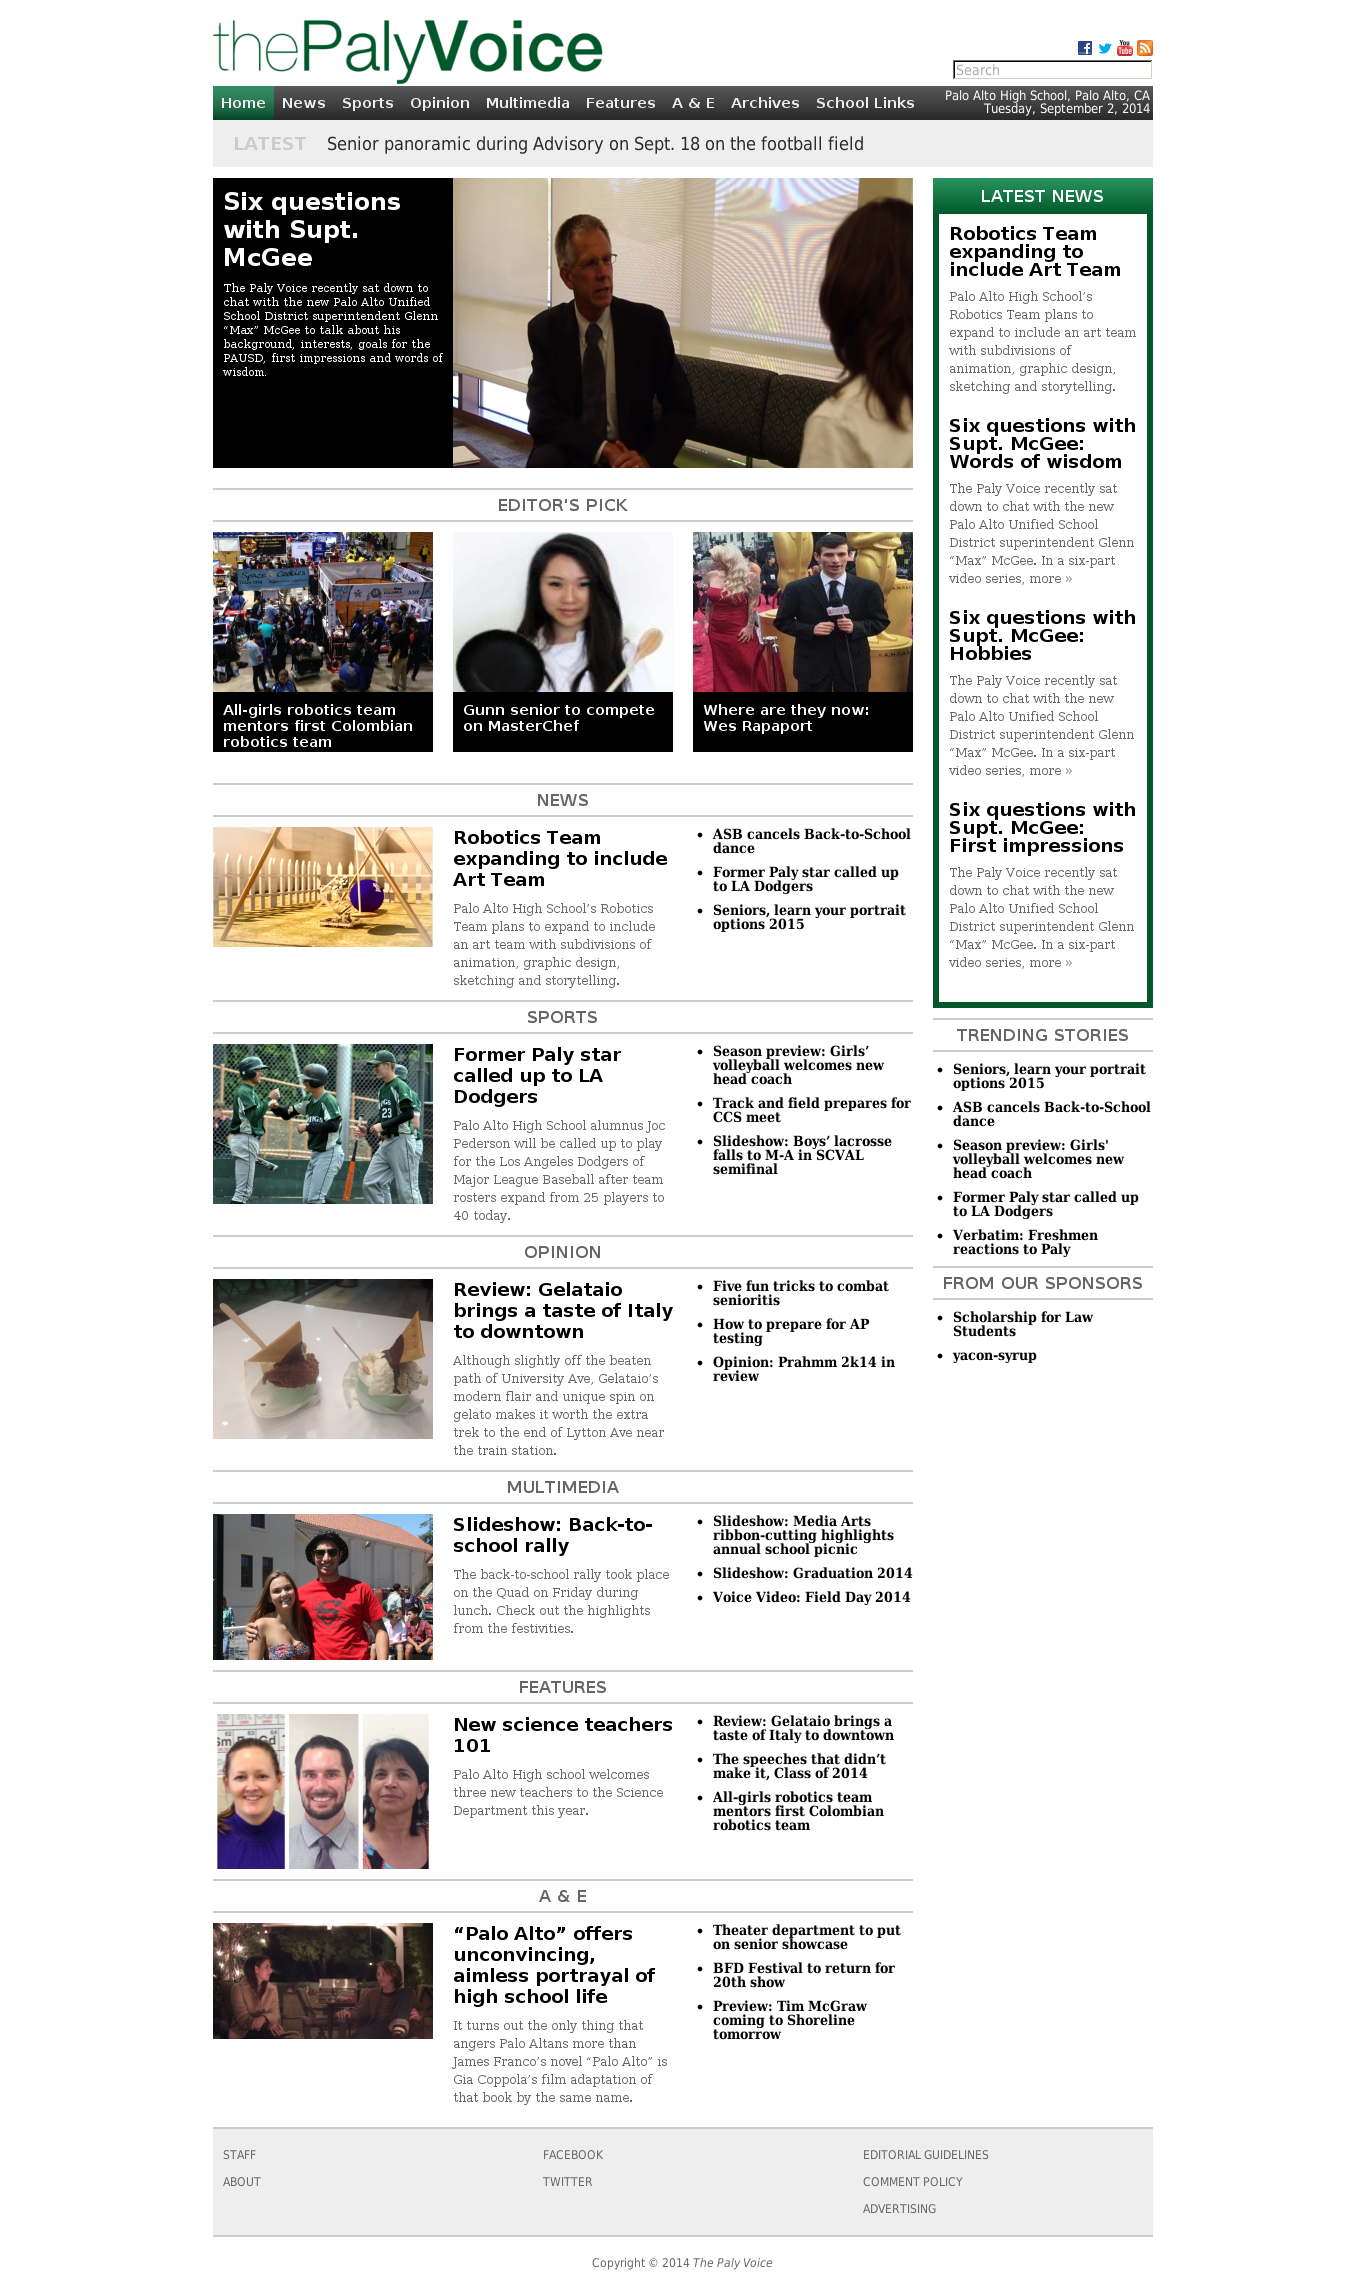 thePalyVoice
Search
Home News Sports Opinion Multimedia Features A & E Archives School Links
Palo Alto High School, Palo Alto, CA
Tuesday, September 2, 2014
LATEST Senior panoramic during Advisory on Sept. 18 on the football field
Six questions
with Supt.
McGee
The Paly Voice recently sat down to
chat with the new Palo Alto Unified
School District superintendent Glenn
“Max” McGee to talk about his
background, interests, goals for the
PAUSD, first impressions and words of
wisdom.
EDITOR'S PICK
All-girls robotics team
mentors first Colombian
robotics team
Gunn senior to compete
on MasterChef
Where are they now:
Wes Rapaport
NEWS
Robotics Team
expanding to include
Art Team
Palo Alto High School’s Robotics
Team plans to expand to include
an art team with subdivisions of
animation, graphic design,
sketching and storytelling.
• ASB cancels Back-to-School
dance
• Former Paly star called up
to LA Dodgers
• Seniors, learn your portrait
options 2015
SPORTS
Former Paly star
called up to LA
Dodgers
Palo Alto High School alumnus Joc
Pederson will be called up to play
for the Los Angeles Dodgers of
Major League Baseball after team
rosters expand from 25 players to
40 today.
• Season preview: Girls’
volleyball welcomes new
head coach
• Track and field prepares for
CCS meet
• Slideshow: Boys’ lacrosse
falls to M-A in SCVAL
semifinal
OPINION
Review: Gelataio
brings a taste of Italy
to downtown
Although slightly off the beaten
path of University Ave, Gelataio’s
modern flair and unique spin on
gelato makes it worth the extra
trek to the end of Lytton Ave near
the train station.
• Five fun tricks to combat
senioritis
• How to prepare for AP
testing
• Opinion: Prahmm 2k14 in
review
MULTIMEDIA
Slideshow: Back-to-
school rally
The back-to-school rally took place
on the Quad on Friday during
lunch. Check out the highlights
from the festivities.
• Slideshow: Media Arts
ribbon-cutting highlights
annual school picnic
• Slideshow: Graduation 2014
• Voice Video: Field Day 2014
FEATURES
New science teachers
101
Palo Alto High school welcomes
three new teachers to the Science
Department this year.
• Review: Gelataio brings a
taste of Italy to downtown
• The speeches that didn’t
make it, Class of 2014
• All-girls robotics team
mentors first Colombian
robotics team
A & E
“Palo Alto” offers
unconvincing,
aimless portrayal of
high school life
It turns out the only thing that
angers Palo Altans more than
James Franco’s novel “Palo Alto” is
Gia Coppola’s film adaptation of
that book by the same name.
• Theater department to put
on senior showcase
• BFD Festival to return for
20th show
• Preview: Tim McGraw
coming to Shoreline
tomorrow
LATEST NEWS
Robotics Team
expanding to
include Art Team
Palo Alto High School’s
Robotics Team plans to
expand to include an art team
with subdivisions of
animation, graphic design,
sketching and storytelling.
Six questions with
Supt. McGee:
Words of wisdom
The Paly Voice recently sat
down to chat with the new
Palo Alto Unified School
District superintendent Glenn
“Max” McGee. In a six-part
video series, more »
Six questions with
Supt. McGee:
Hobbies
The Paly Voice recently sat
down to chat with the new
Palo Alto Unified School
District superintendent Glenn
“Max” McGee. In a six-part
video series, more »
Six questions with
Supt. McGee:
First impressions
The Paly Voice recently sat
down to chat with the new
Palo Alto Unified School
District superintendent Glenn
“Max” McGee. In a six-part
video series, more »
TRENDING STORIES
• Seniors, learn your portrait
options 2015
• ASB cancels Back-to-School
dance
• Season preview: Girls'
volleyball welcomes new
head coach
• Former Paly star called up
to LA Dodgers
• Verbatim: Freshmen
reactions to Paly
FROM OUR SPONSORS
• Scholarship for Law
Students
• yacon-syrup
STAFF
ABOUT
FACEBOOK
TWITTER
EDITORIAL GUIDELINES
COMMENT POLICY
ADVERTISING
Copyright © 2014 The Paly Voice